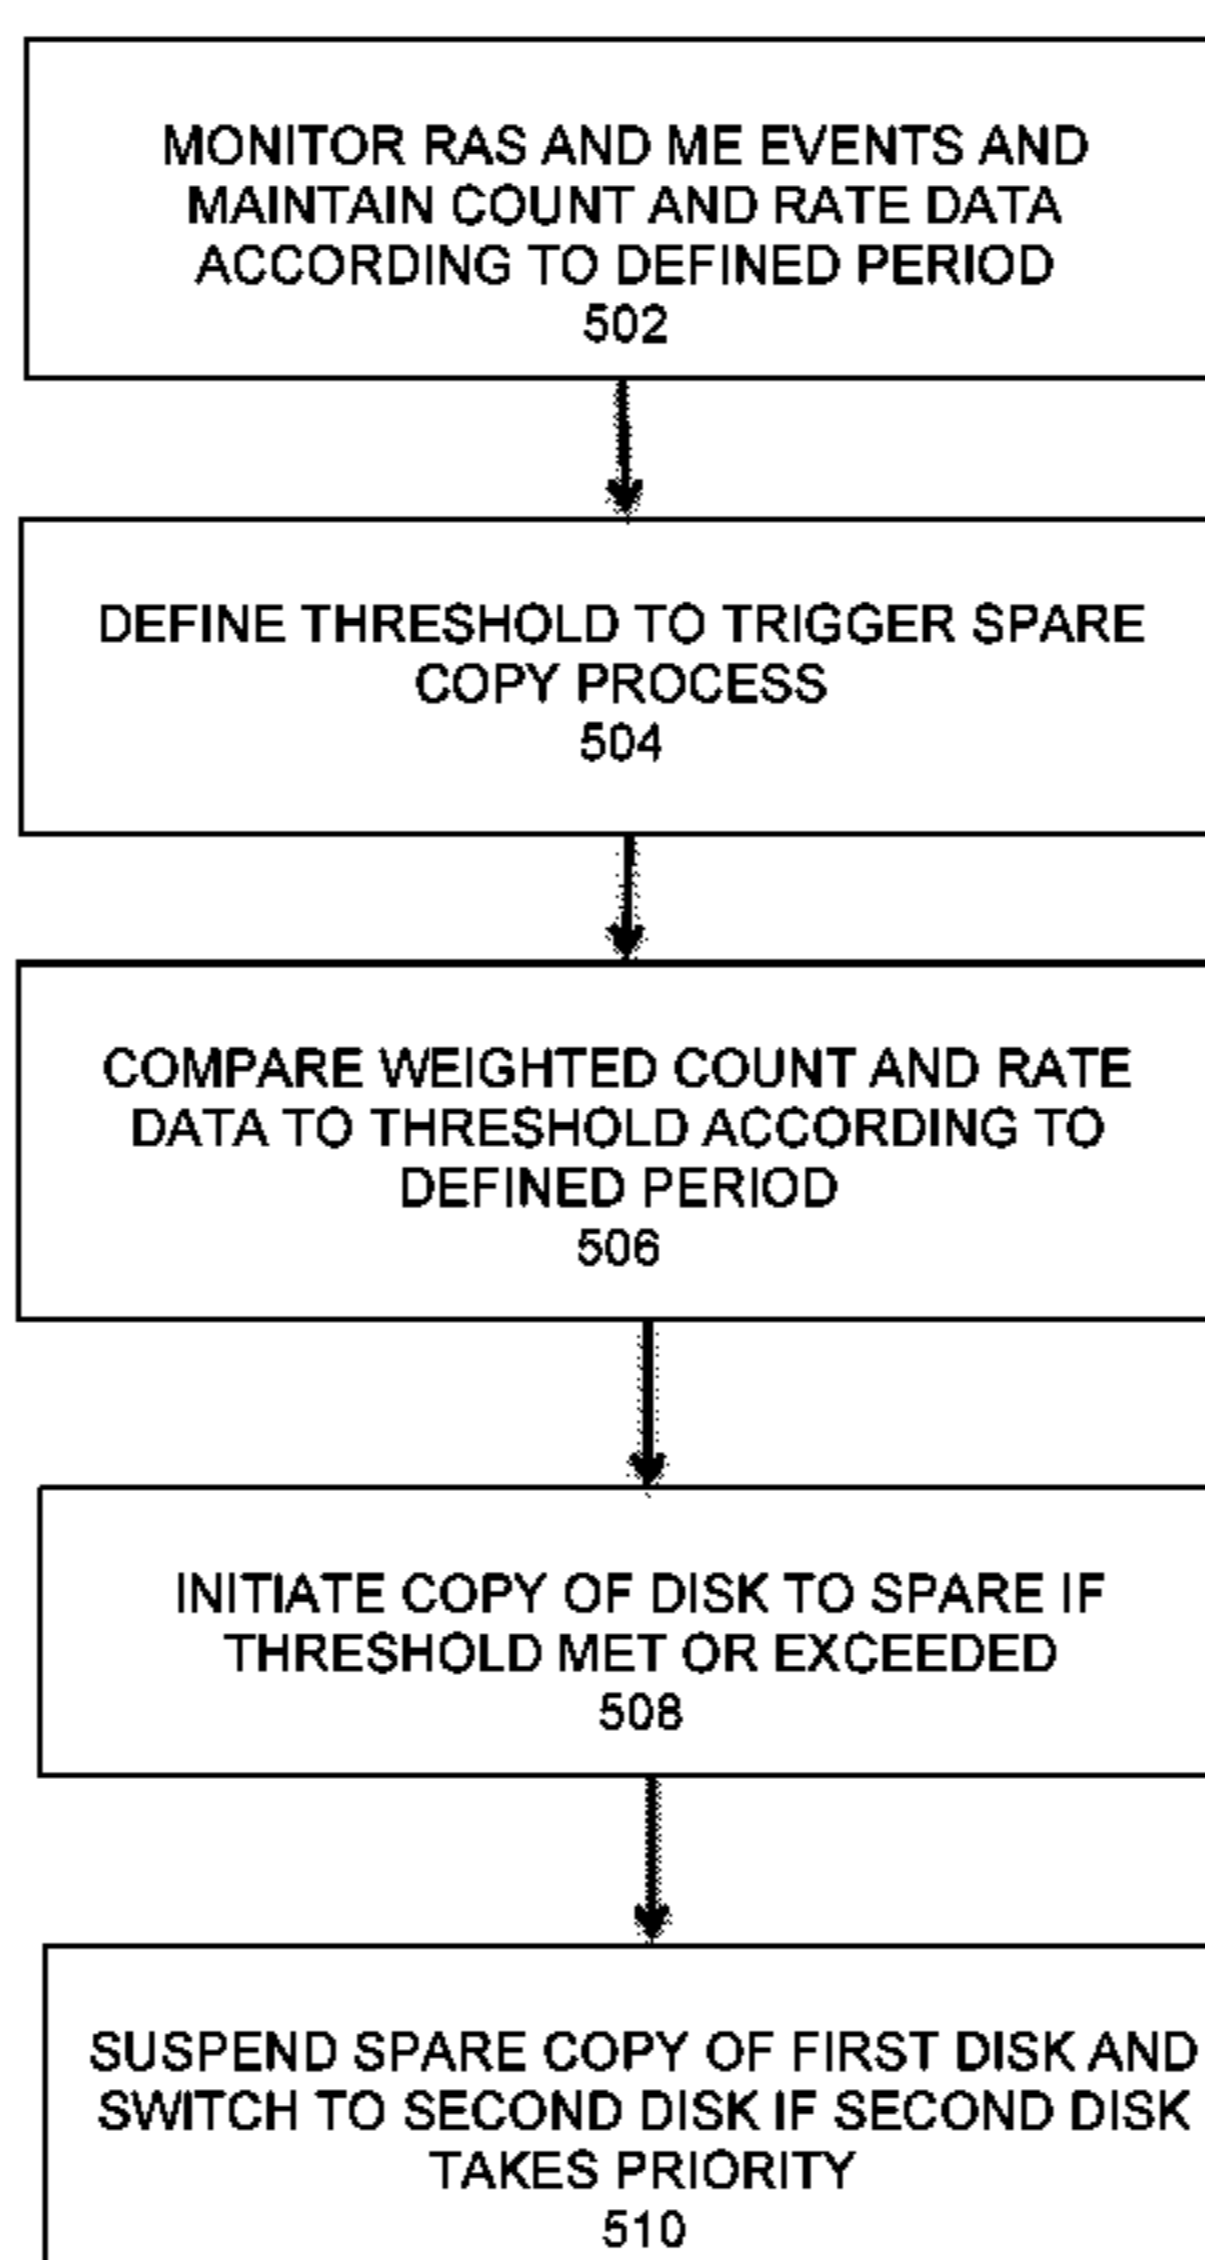 MONITOR RAS AND ME EVENTS AND
MAINTAIN COUNT AND RATE DATA
ACCORDING TO DEFINED PERIOD
502
DEFINE THRESHOLD TO TRIGGER SPARE
COPY PROCESS
504
COMPARE WEIGHTED COUNT AND RATE
DATA TO THRESHOLD ACCORDING TO
DEFINED PERIOD
506
INITIATE COPY OF DISK TO SPARE IF
THRESHOLD MET OR EXCEEDED
508
SUSPEND SPARE COPY OF FIRST DISK AND
SWITCH TO SECOND DISK IF SECOND DISK
TAKES PRIORITY
510